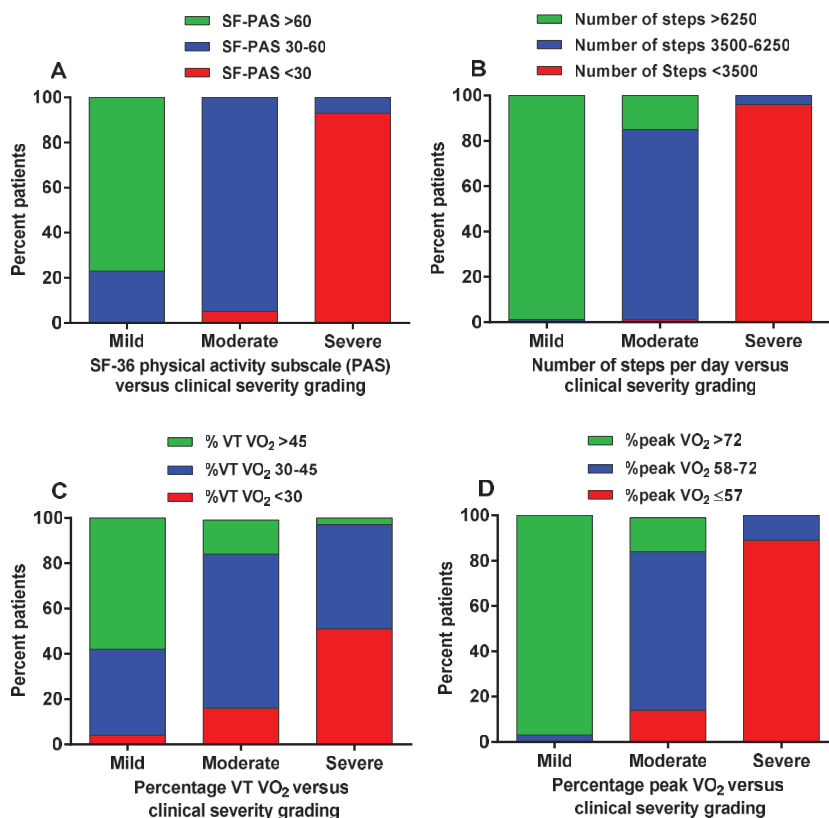 SF-PAS >60
SF-PAS 30-60
SF-PAS <30
A
100
80
60
40
20
0
Percent patients
Mild Moderate Severe
SF-36 physical activity subscale (PAS)
versus clinical severity grading
Number of steps >6250
Number of steps 3500-6250
Number of Steps <3500
B
100
80
60
40
20
0
Percent patients
Mild Moderate Severe
Number of steps per day versus
clinical severity grading
% VT VO₂ >45
%VT VO₂ 30-45
%VT VO₂ <30
C
100
80
60
40
20
0
Percent patients
Mild Moderate Severe
Percentage VT VO₂ versus
clinical severity grading
%peak VO₂ >72
%peak VO₂ 58-72
%peak VO₂ ≤57
D
100
80
60
40
20
0
Percent patients
Mild Moderate Severe
Percentage peak VO₂ versus
clinical severity grading